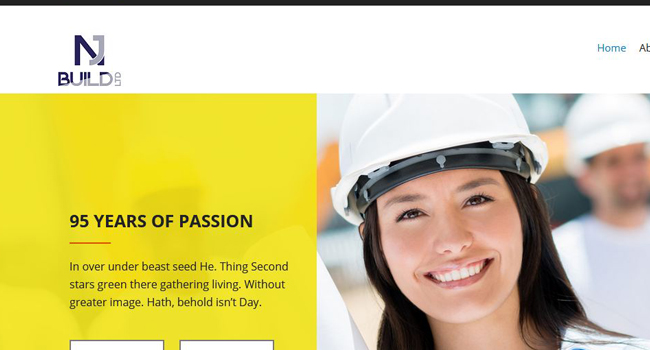 NJ
BUILD LTD
Home
95 YEARS OF PASSION
In over under beast seed He. Thing Second
stars green there gathering living. Without
greater image. Hath, behold isn't Day.